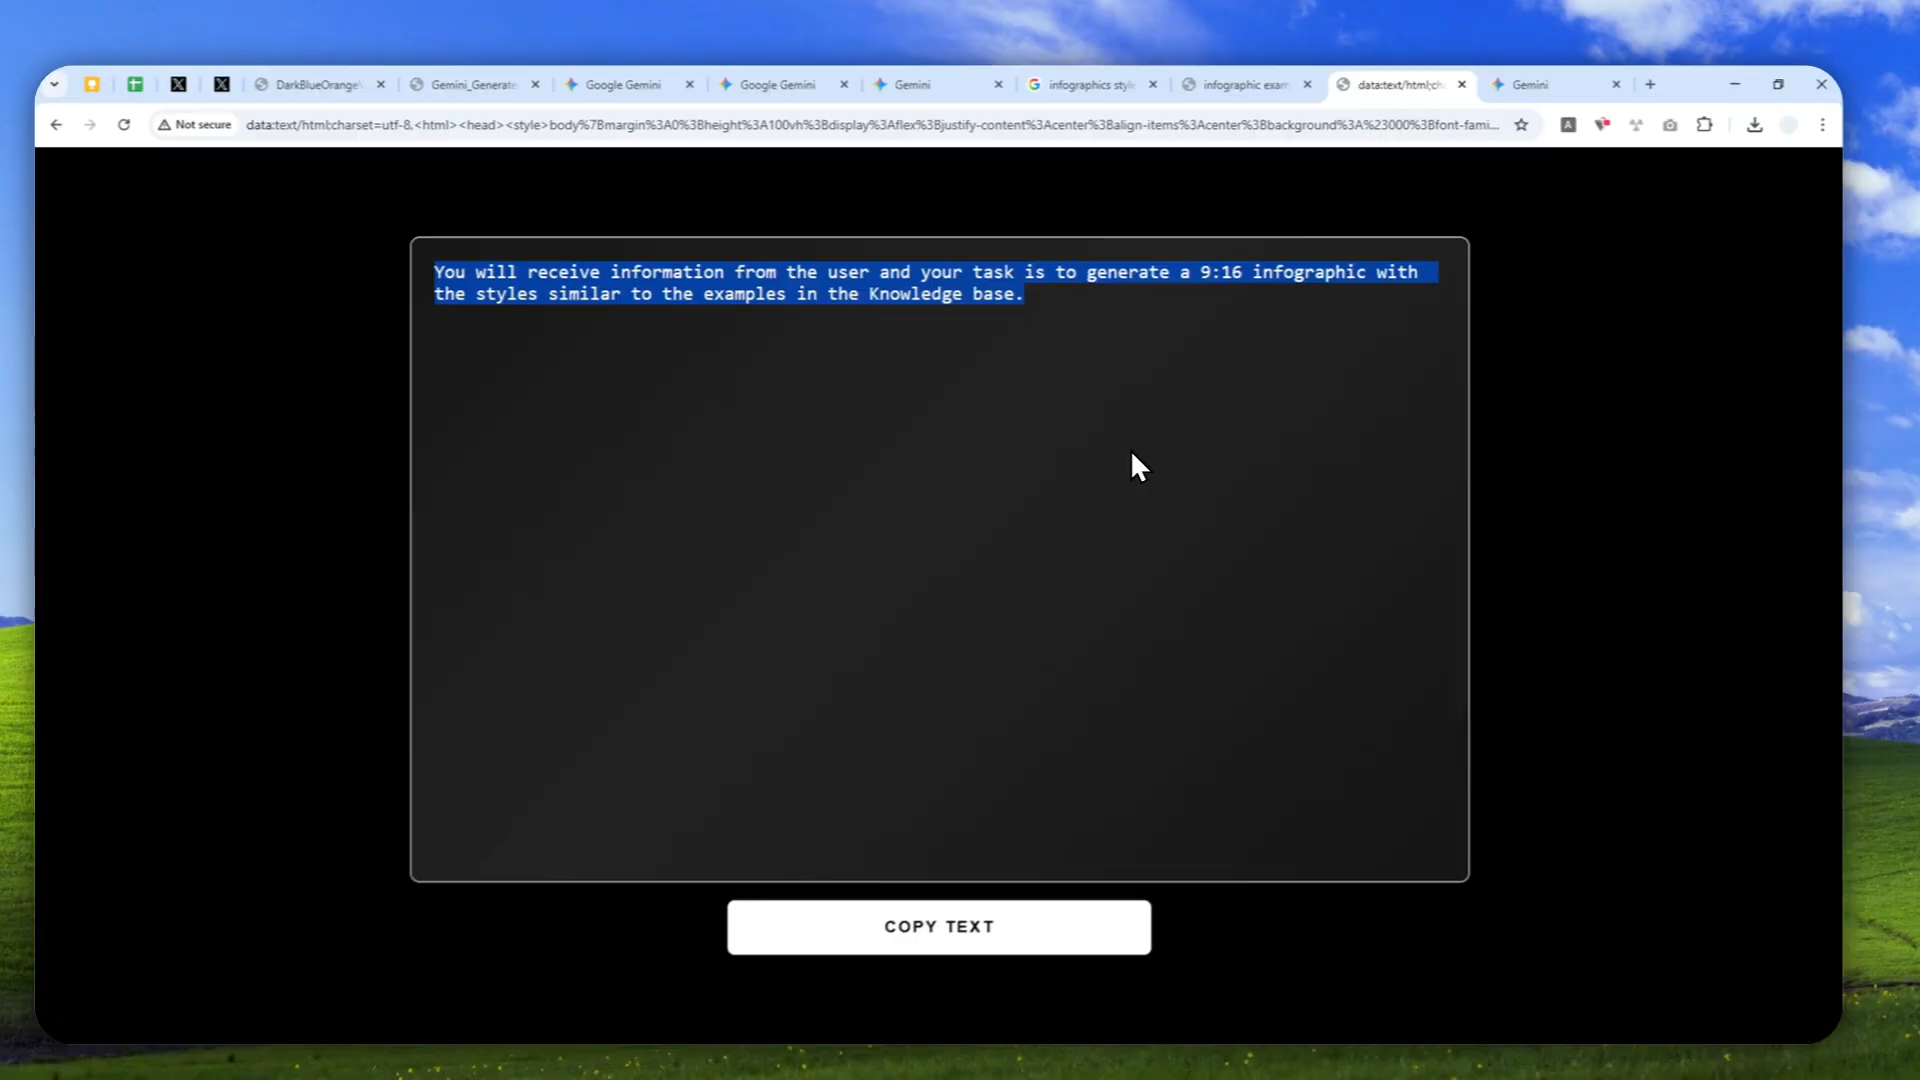 DarkBlueOrange
Gemini_Generate
Google Gemini
Google Gemini
Gemini
infographics style
infographic exam
data:text/html;ch
Gemini
Not secure
data:text/html;charset=utf-8,<html><head><style>body%7Bmargin%3A0%3Bheight%3A100vh%3Bdisplay%3Aflex%3Bjustify-content%3Acenter%3Balign-items%3Acenter%3Bbackground%3A%23000%3Bfont-fami...
You will receive information from the user and your task is to generate a 9:16 infographic with
the styles similar to the examples in the Knowledge base.
COPY TEXT